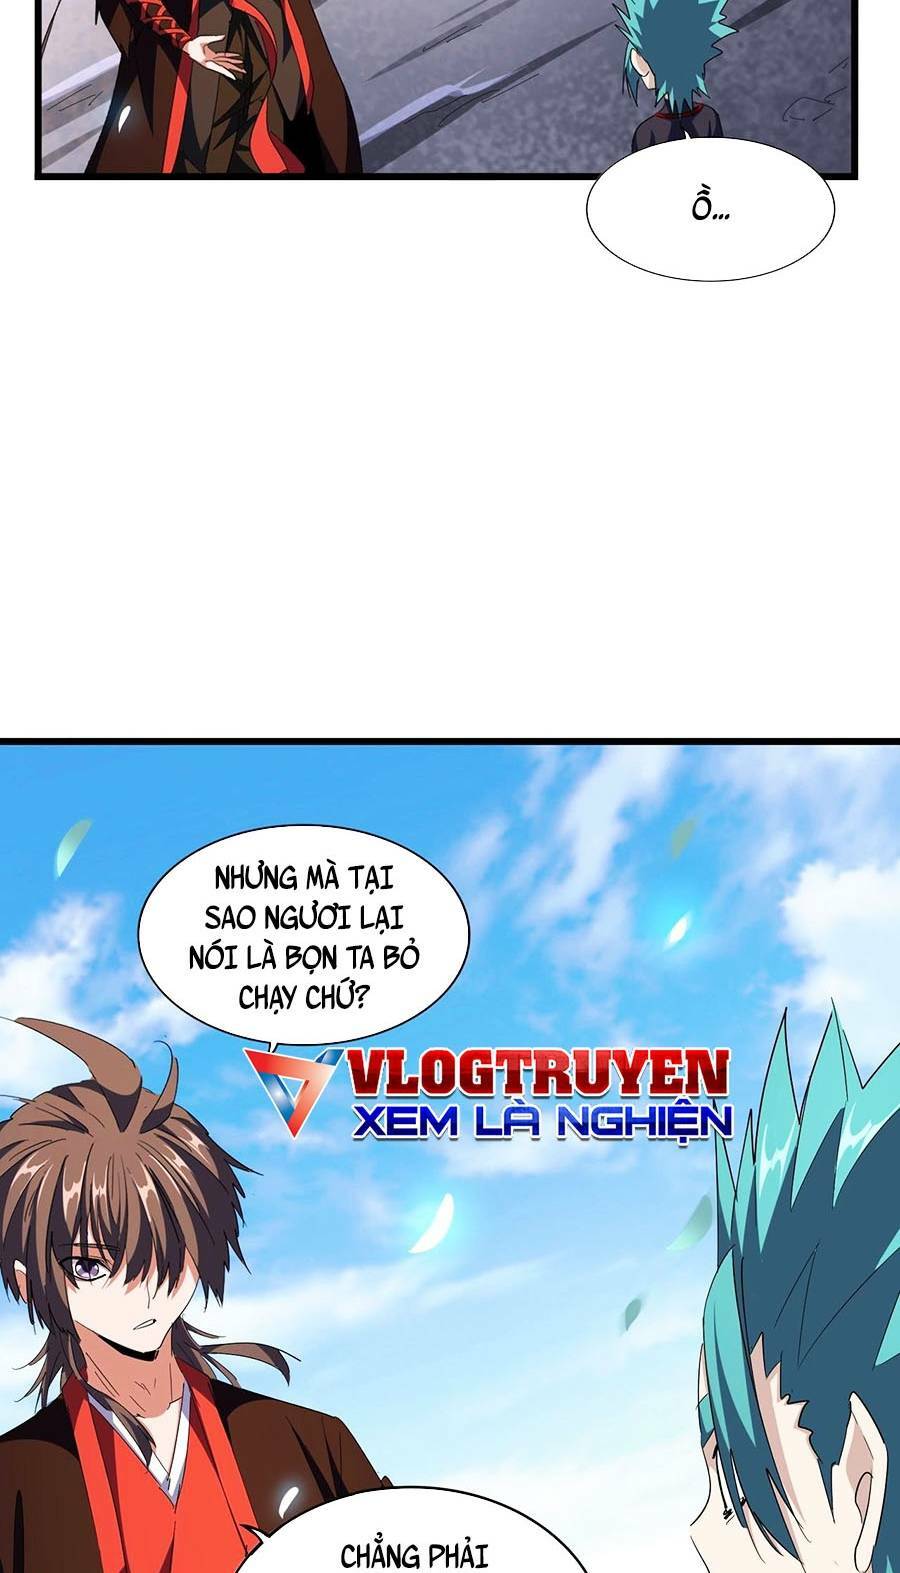 Ồ...
NHƯNG MÀ TẠI
SAO NGƯƠI LẠI
NÓI LÀ BỌN TA BỎ
CHẠY CHỨ?
VLOGTRUYEN
XEM LÀ NGHIỆN
CHẲNG PHẢI